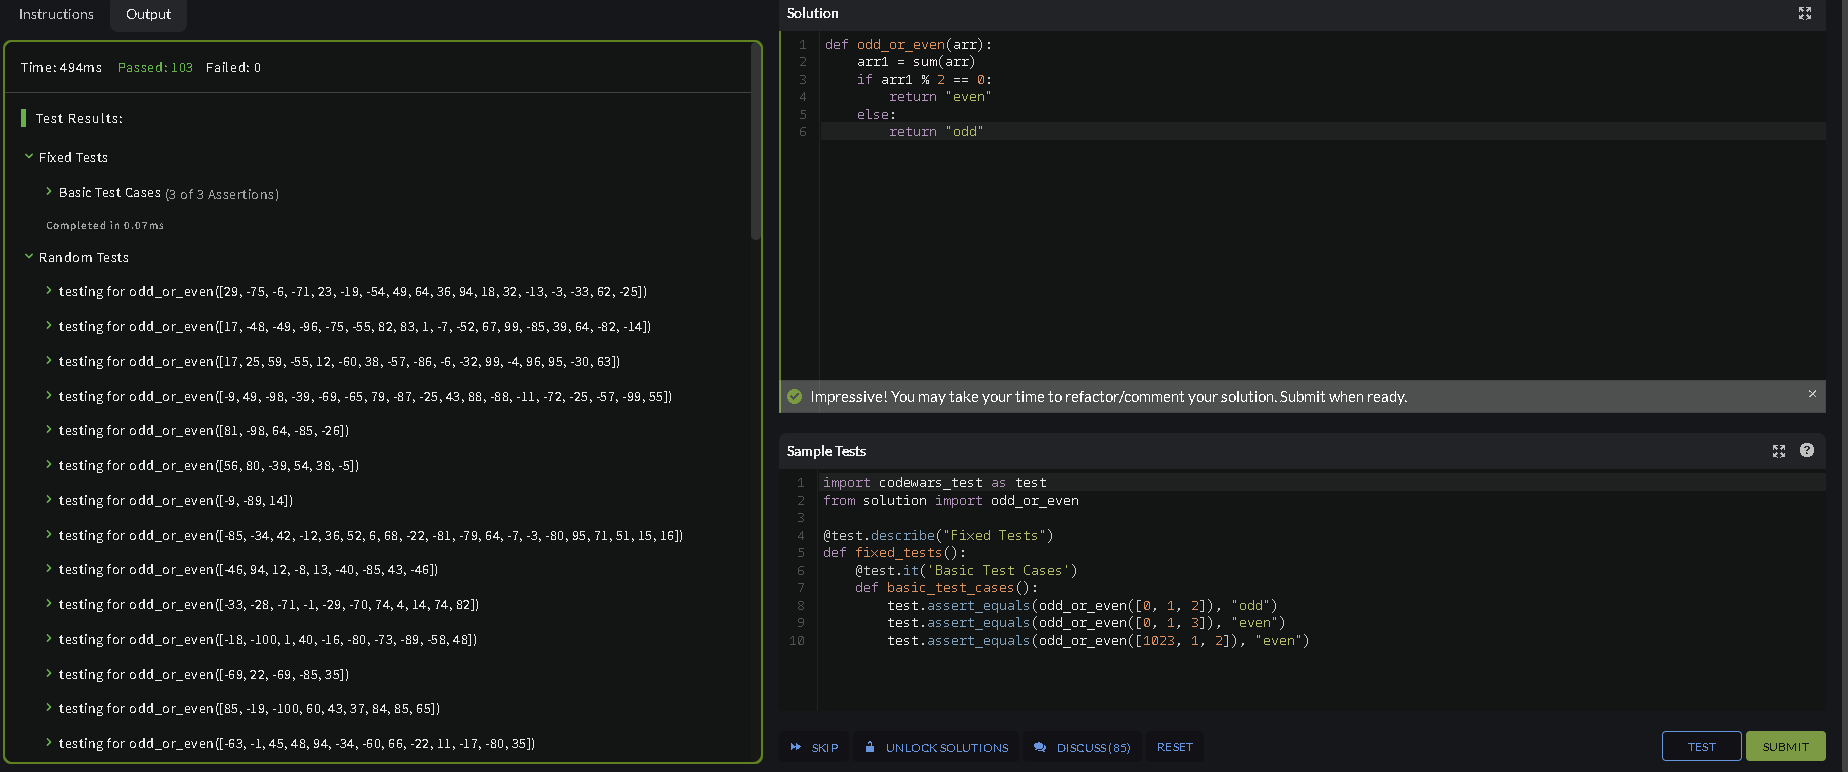 Instructions
Output
Time: 494ms Passed: 103 Failed: 0
Test Results:
Fixed Tests
Basic Test Cases (3 of 3 Assertions)
Completed in 0.07ms
Random Tests
testing for odd_or_even([29, -75, -6, -71, 23, -19, -54, 49, 64, 36, 94, 18, 32, -13, -3, -33, 62, -25])
testing for odd_or_even([17, -48, -49, -96, -75, -55, 82, 83, 1, -7, -52, 67, 99, -85, 39, 64, -82, -14])
testing for odd_or_even([17, 25, 59, -55, 12, -60, 38, -57, -86, -6, -32, 99, -4, 96, 95, -30, 63])
testing for odd_or_even([-9, 49, -98, -39, -69, -65, 79, -87, -25, 43, 88, -88, -11, -72, -25, -57, -99, 55])
testing for odd_or_even([81, -98, 64, -85, -26])
testing for odd_or_even([56, 80, -39, 54, 38, -5])
testing for odd_or_even([-9, -89, 14])
testing for odd_or_even([-85, -34, 42, -12, 36, 52, 6, 68, -22, -81, -79, 64, -7, -3, -80, 95, 71, 51, 15, 16])
testing for odd_or_even([-46, 94, 12, -8, 13, -40, -85, 43, -46])
testing for odd_or_even([-33, -28, -71, -1, -29, -70, 74, 4, 14, 74, 82])
testing for odd_or_even([-18, -100, 1, 40, -16, -80, -73, -89, -58, 48])
testing for odd_or_even([-69, 22, -69, -85, 35])
testing for odd_or_even([85, -19, -100, 60, 43, 37, 84, 85, 65])
testing for odd_or_even([-63, -1, 45, 48, 94, -34, -60, 66, -22, 11, -17, -80, 35])
Solution
1 def odd_or_even(arr):
2     arr1 = sum(arr)
3     if arr1 % 2 == 0:
4         return "even"
5     else:
6         return "odd"
Impressive! You may take your time to refactor/comment your solution. Submit when ready.
Sample Tests
1 import codewars_test as test
2 from solution import odd_or_even
3
4 @test.describe("Fixed Tests")
5 def fixed_tests():
6     @test.it('Basic Test Cases')
7     def basic_test_cases():
8         test.assert_equals(odd_or_even([0, 1, 2]), "odd")
9         test.assert_equals(odd_or_even([0, 1, 3]), "even")
10         test.assert_equals(odd_or_even([1023, 1, 2]), "even")
SKIP
UNLOCK SOLUTIONS
DISCUSS (85)
RESET
TEST
SUBMIT